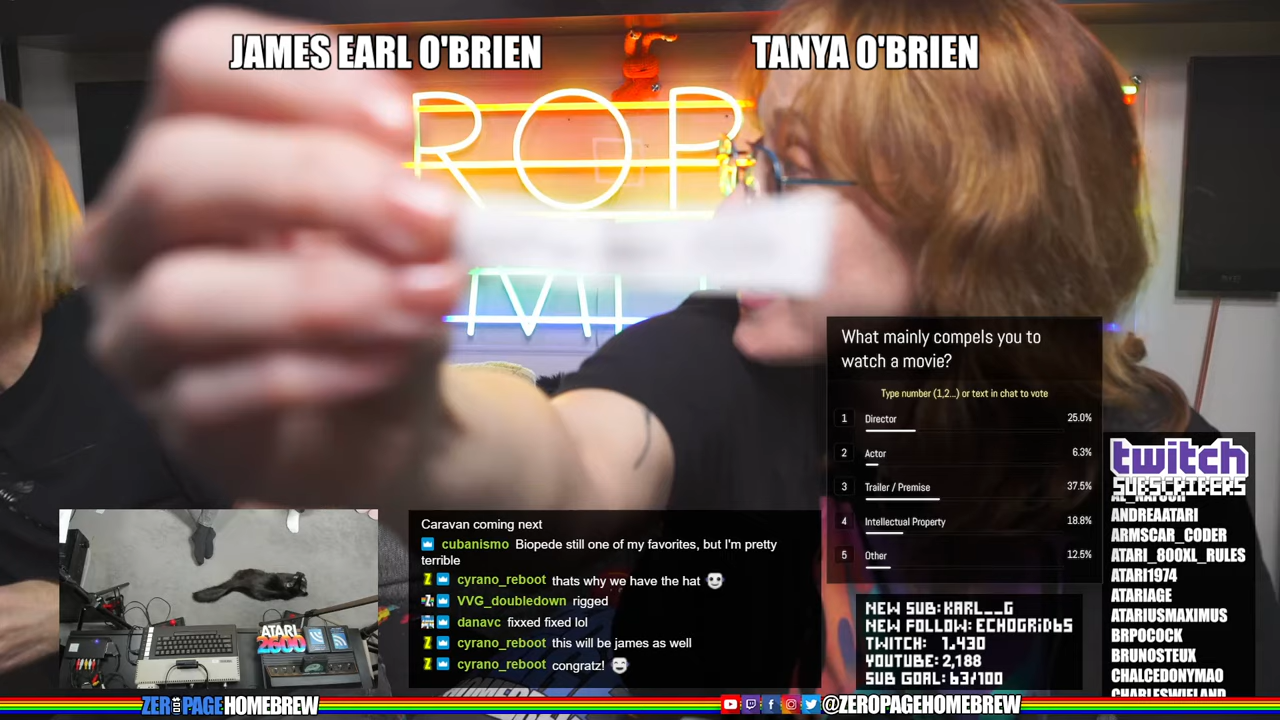 JAMES EARL O'BRIEN
TANYA O'BRIEN
What mainly compels you to
watch a movie?
Type number (1,2...) or text in chat to vote
1 Director 25.0%
2 Actor 6.3%
3 Trailer / Premise 37.5%
4 Intellectual Property 18.8%
5 Other 12.5%
twitch
SUBSCRIBERS
ANDREAATARI
ARMSCAR_CODER
ATARI_800XL_RULES
ATARI1974
ATARIAGE
ATARIUSMAXIMUS
BRPOCOCK
BRUNOSTEUX
CHALCEDONYMAO
CHARLESWIELAND
Caravan coming next
cubanismo Biopede still one of my favorites, but I'm pretty
terrible
cyrano_reboot thats why we have the hat
VVG_doubledown rigged
danavc fixxed fixed lol
cyrano_reboot this will be james as well
cyrano_reboot congratz!
NEW SUB: KARL__G
NEW FOLLOW: ECHOGRID65
TWITCH: 1,430
YOUTUBE: 2,188
SUB GOAL: 63/100
ATARI
2600
ZEROPAGEHOMEBREW
@ZEROPAGEHOMEBREW